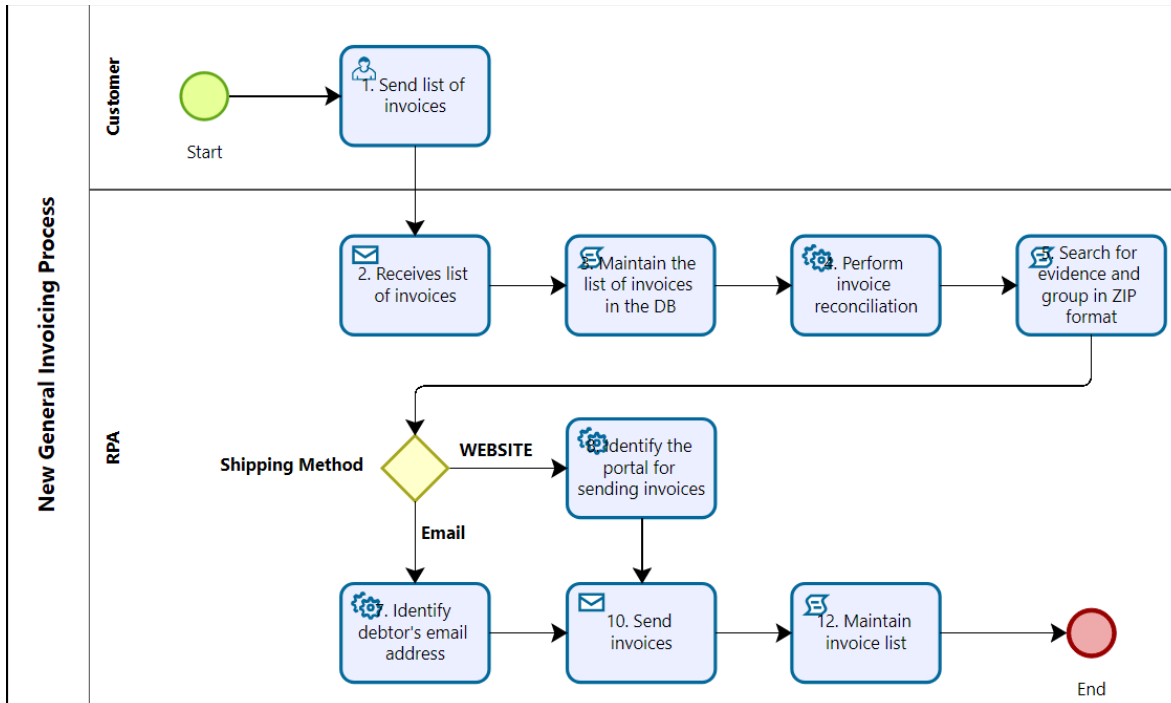 New General Invoicing Process
Customer
Start
1. Send list of
invoices
RPA
2. Receives list
of invoices
3. Maintain the
list of invoices
in the DB
4. Perform
invoice
reconciliation
5. Search for
evidence and
group in ZIP
format
Shipping Method
WEBSITE
8. Identify the
portal for
sending invoices
Email
7. Identify
debtor's email
address
10. Send
invoices
12. Maintain
invoice list
End